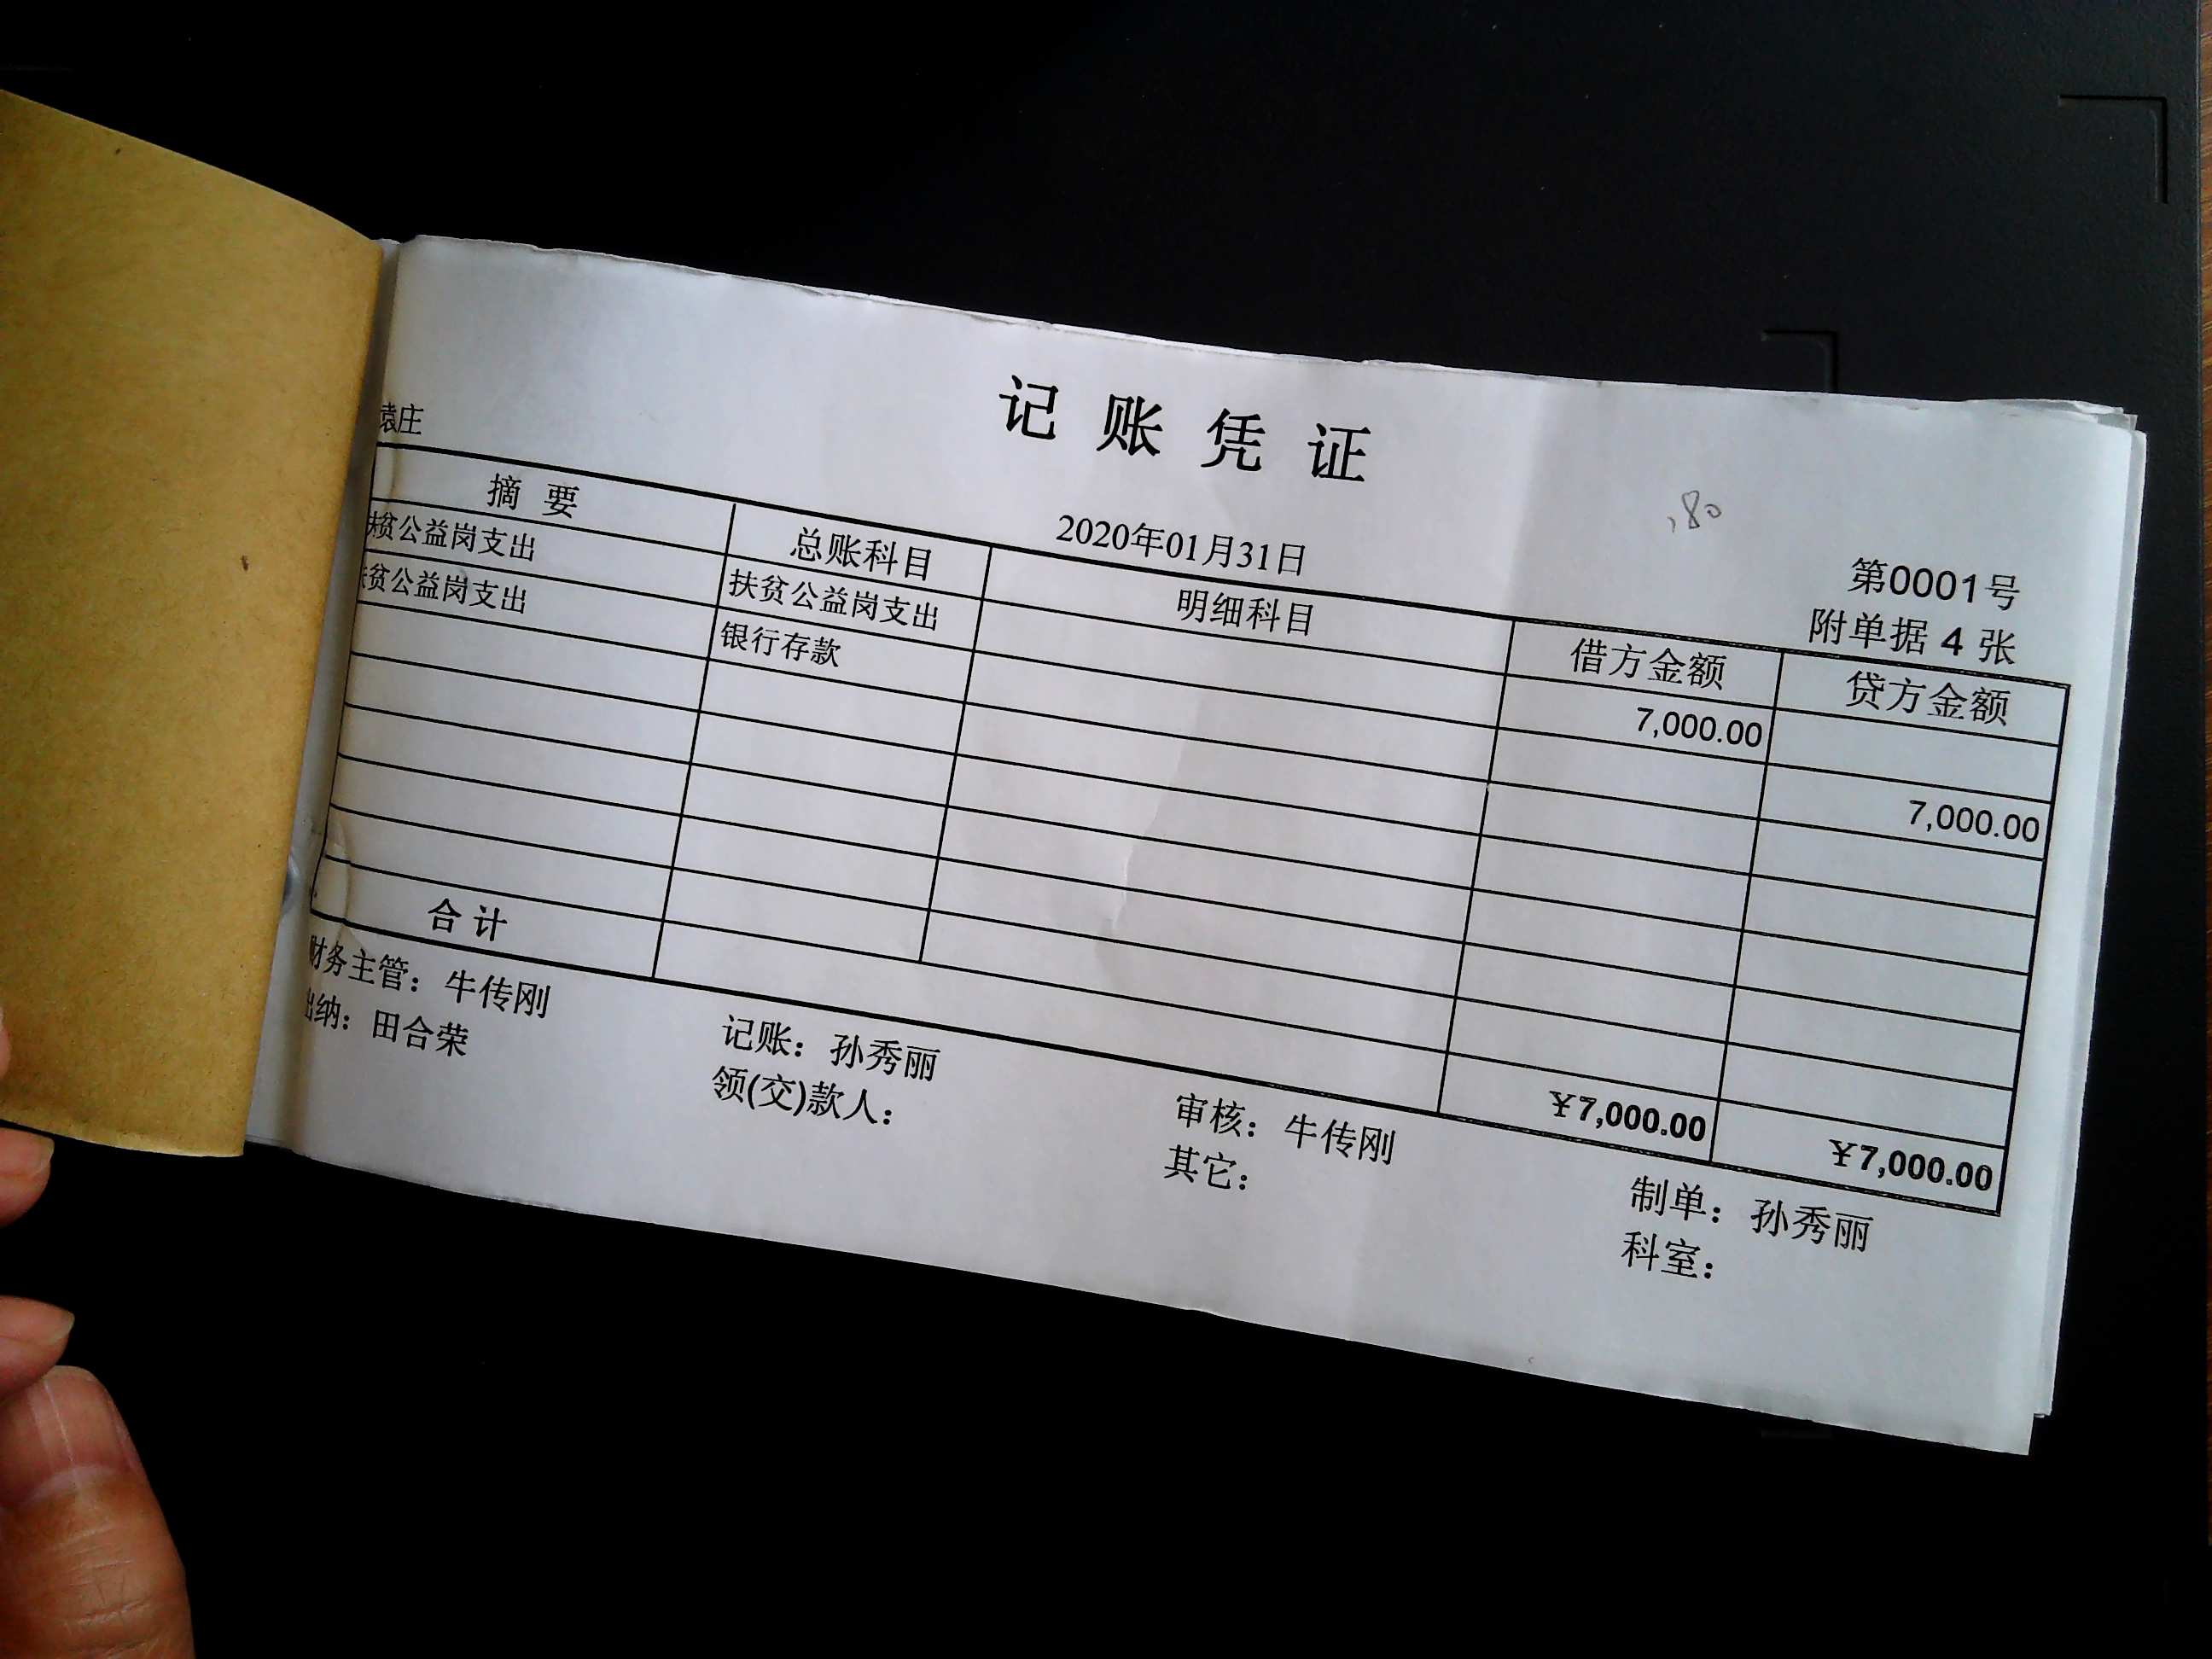 记账凭证
袁庄
2020年01月31日
第0001号
附单据 4 张
摘要 总账科目 明细科目 借方金额 贷方金额
扶贫公益岗支出 扶贫公益岗支出 7,000.00
扶贫公益岗支出 银行存款 7,000.00
合计 ¥7,000.00 ¥7,000.00
财务主管：牛传刚 记账：孙秀丽 审核：牛传刚 制单：孙秀丽
出纳：田合荣 领(交)款人： 其它： 科室：